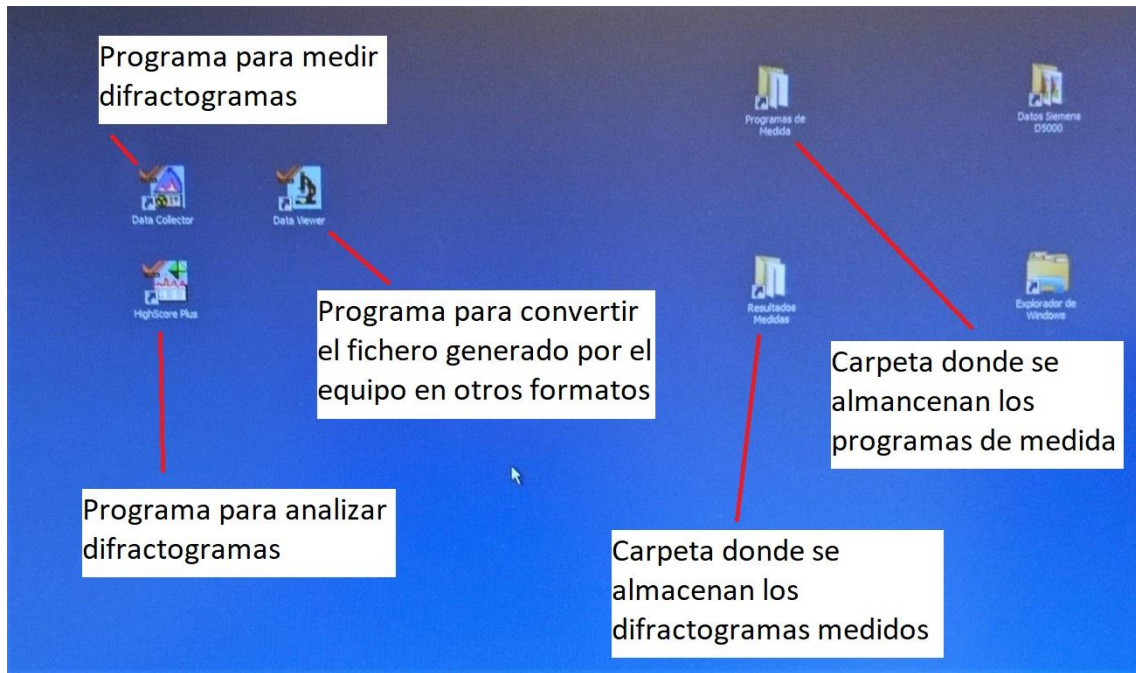 Programa para medir
difractogramas
Programas de
Medida
Datos Siemens
D5000
Data Collector
Data Viewer
HighScore Plus
Resultados
Medidas
Explorador de
Windows
Programa para convertir
el fichero generado por el
equipo en otros formatos
Carpeta donde se
almancenan los
programas de medida
Programa para analizar
difractogramas
Carpeta donde se
almacenan los
difractogramas medidos